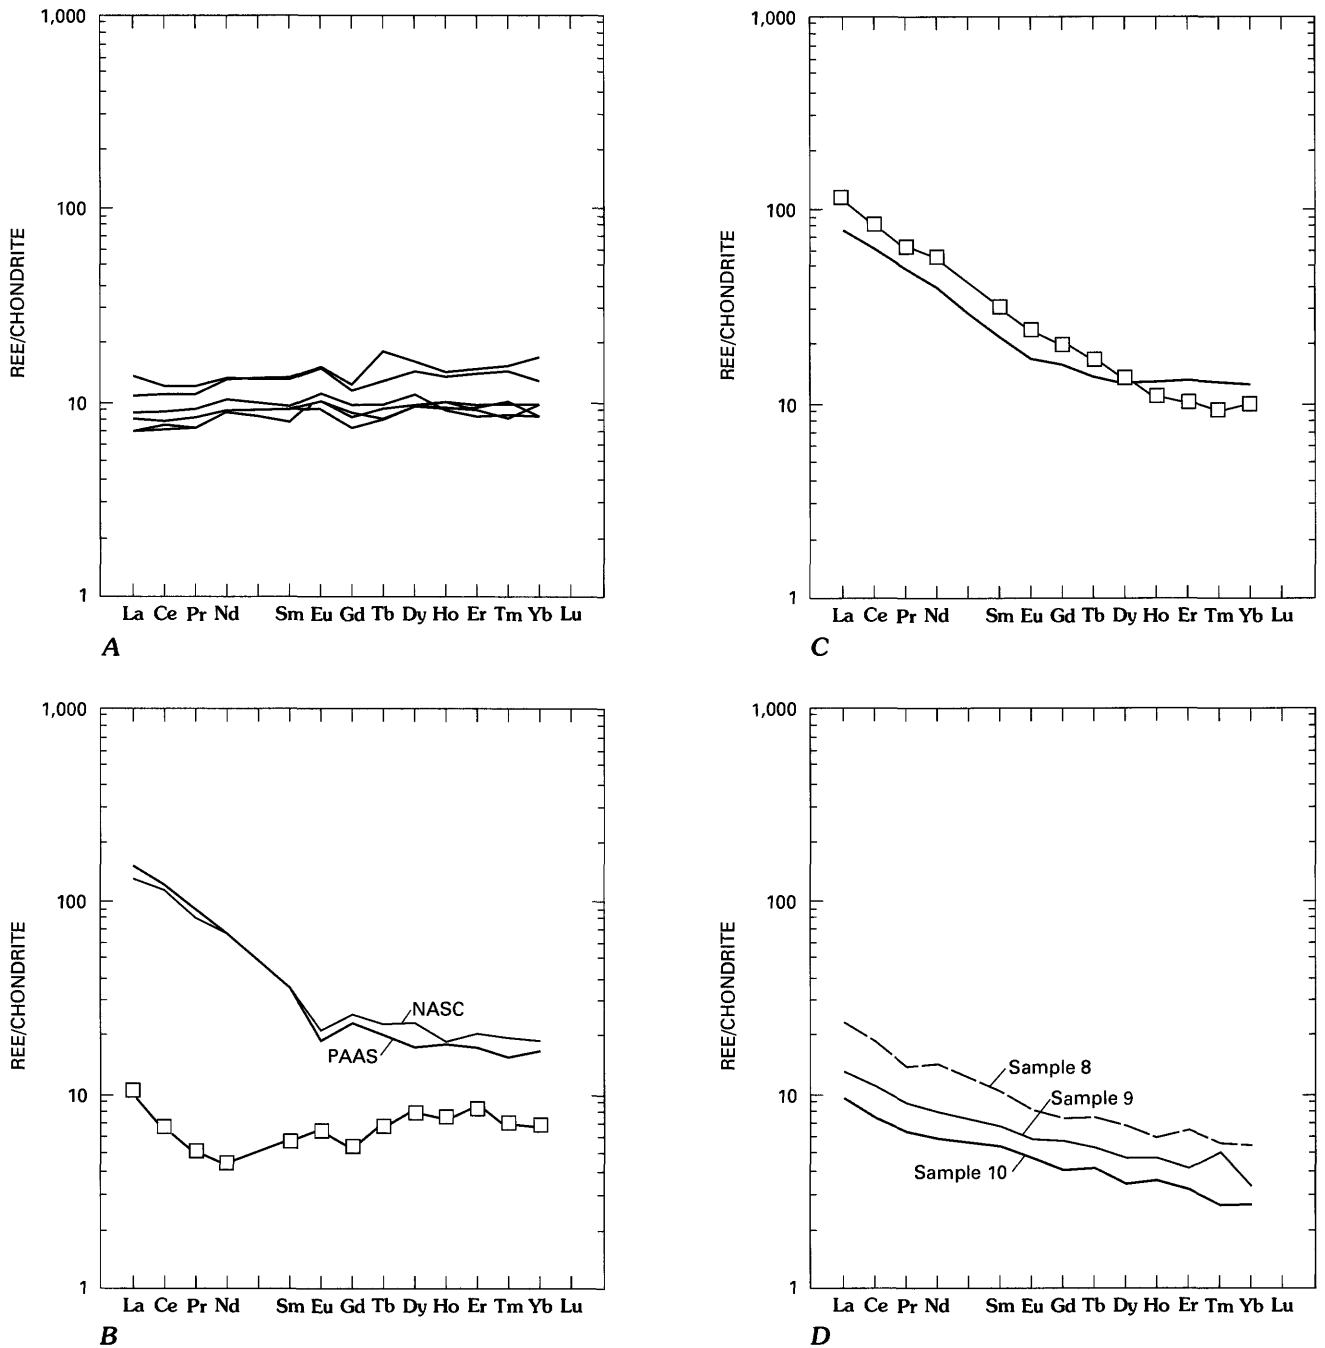 1,000
100
10
1
REE/CHONDRITE
La Ce Pr Nd Sm Eu Gd Tb Dy Ho Er Tm Yb Lu
A
1,000
100
10
1
REE/CHONDRITE
La Ce Pr Nd Sm Eu Gd Tb Dy Ho Er Tm Yb Lu
C
1,000
100
10
1
REE/CHONDRITE
NASC
PAAS
La Ce Pr Nd Sm Eu Gd Tb Dy Ho Er Tm Yb Lu
B
1,000
100
10
1
REE/CHONDRITE
Sample 8
Sample 9
Sample 10
La Ce Pr Nd Sm Eu Gd Tb Dy Ho Er Tm Yb Lu
D